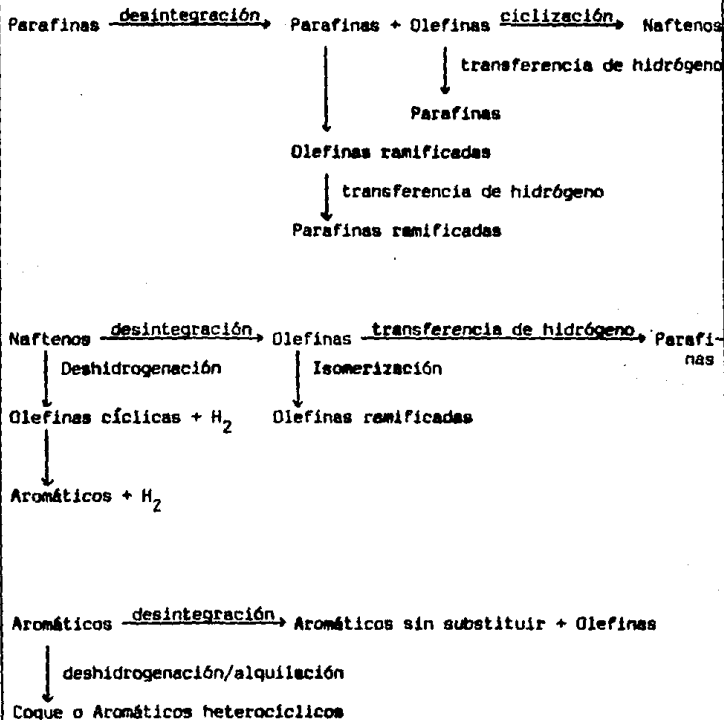 Parafinas desintegración Parafinas + Olefinas ciclización Naftenos
transferencia de hidrógeno
Parafinas
Olefinas ramificadas
transferencia de hidrógeno
Parafinas ramificadas
Naftenos desintegración Olefinas transferencia de hidrógeno Parafi-
nas
Deshidrogenación Isomerización
Olefinas cíclicas + H2 Olefinas ramificadas
Aromáticos + H2
Aromáticos desintegración Aromáticos sin substituir + Olefinas
deshidrogenación/alquilación
Coque o Aromáticos heterocíclicos